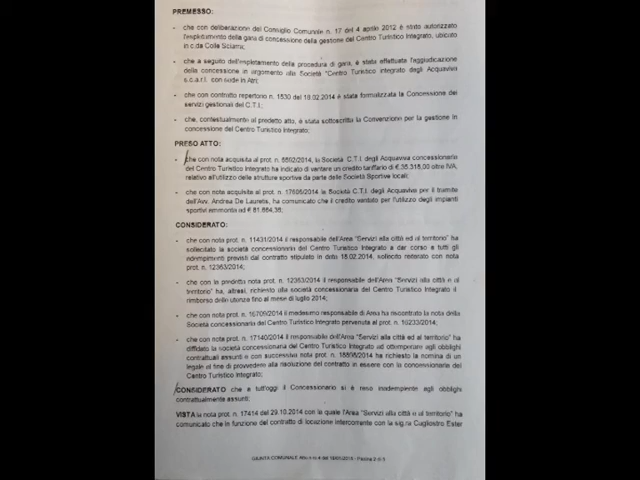 PREMESSO:
- che con deliberazione del Consiglio Comunale n. 17 del 4 aprile 2012 è stato autorizzato
l'espletamento della gara di concessione della gestione del Centro Turistico Integrato, ubicato
in c.da Colle Sciarra;
- che a seguito dell'espletamento della procedura di gara, è stata effettuata l'aggiudicazione
della concessione in argomento alla Società "Centro Turistico Integrato degli Acquaviva
s.c.a.r.l. con sede in Atri;
- che con contratto repertorio n. 1530 del 18.02.2014 è stata formalizzata la Concessione dei
servizi gestionali del C.T.I.;
- che, contestualmente al predetto atto, è stata sottoscritta la Convenzione per la gestione in
concessione del Centro Turistico Integrato;
PRESO ATTO:
- che con nota acquisita al prot. n. 8602/2014, la Società C.T.I. degli Acquaviva concessionario
del Centro Turistico Integrato ha indicato di vantare un credito tariffario di € 35.318,00 oltre IVA,
relativo all'utilizzo delle strutture sportive da parte delle Società Sportive locali;
- che con nota acquisita al prot. n. 17606/2014 la Società C.T.I. degli Acquaviva per il tramite
dell'Avv. Andrea De Lauretis, ha comunicato che il credito vantato per l'utilizzo degli impianti
sportivi ammonta ad € 81.664,36;
CONSIDERATO:
- che con nota prot. n. 11431/2014 il responsabile dell'Area "Servizi alla città ed al territorio" ha
sollecitato la società concessionaria del Centro Turistico Integrato a dar corso a tutti gli
adempimenti previsti dal contratto stipulato in data 18.02.2014, sollecito reiterato con nota
prot. n. 12363/2014;
- che con la predetta nota prot. n. 12363/2014 il responsabile dell'Area "Servizi alla città e al
territorio" ha, altresì, richiesto alla società concessionaria del Centro Turistico Integrato il
rimborso delle utenze fino al mese di luglio 2014;
- che con nota prot. n. 16709/2014 il medesimo responsabile di Area ha riscontrato la nota della
Società concessionaria del Centro Turistico Integrato pervenuta al prot. n. 16233/2014;
- che con nota prot. n. 17140/2014 il responsabile dell'Area "Servizi alla città ed al territorio" ha
diffidato la società concessionaria del Centro Turistico Integrato ad ottemperare agli obblighi
contrattuali assunti e con successiva nota prot. n. 18808/2014 ha richiesto la nomina di un
legale al fine di provvedere alla risoluzione del contratto in essere con la concessionaria del
Centro Turistico Integrato;
CONSIDERATO che a tutt'oggi il Concessionario si è reso inadempiente agli obblighi
contrattualmente assunti;
VISTA la nota prot. n. 17414 del 29.10.2014 con la quale l'Area "Servizi alla città e al territorio" ha
comunicato che in funzione del contratto di locazione intercorrente con la sig.ra Cugliostro Ester
GIUNTA COMUNALE Atto n.ro 4 del 19/01/2015 - Pagina 2 di 5